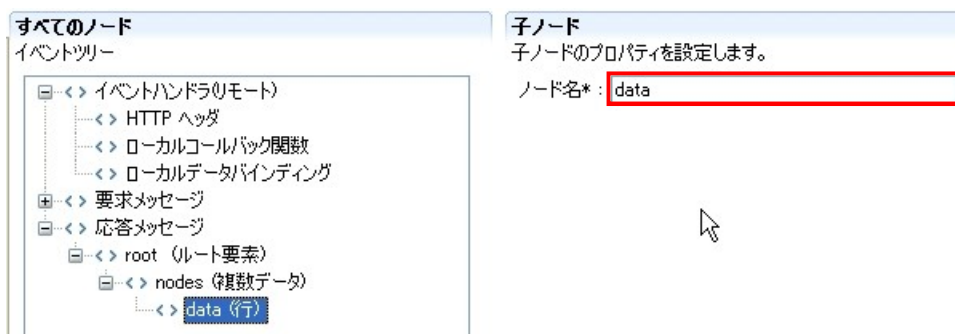 すべてのノード
イベントツリー
イベントハンドラ(リモート)
HTTP ヘッダ
ローカルコールバック関数
ローカルデータバインディング
要求メッセージ
応答メッセージ
root （ルート要素）
nodes （複数データ）
data （行）
子ノード
子ノードのプロパティを設定します。
ノード名*： data